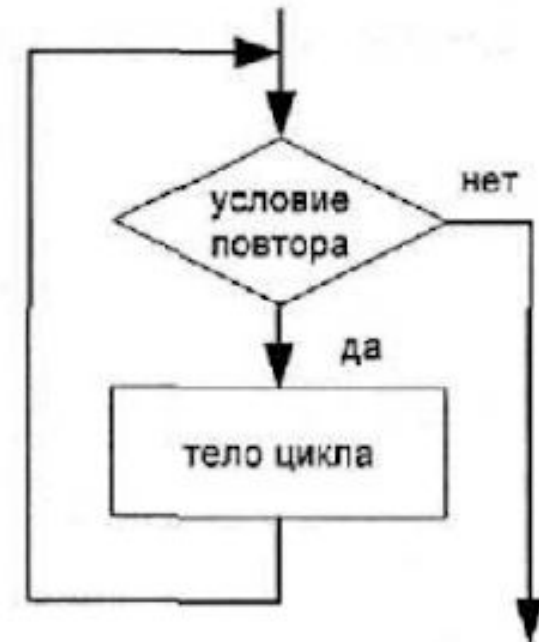 условие
повтора
нет
да
тело цикла